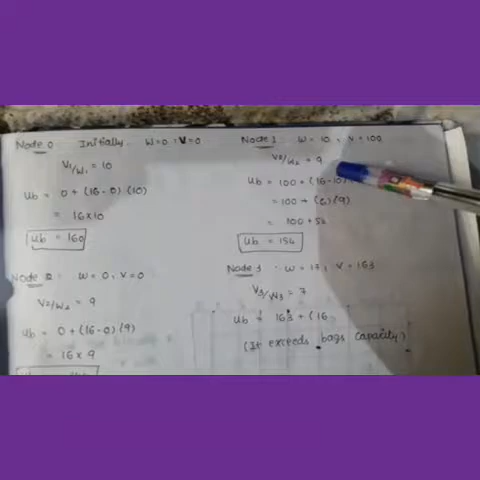 Node 0 Initially W=0 ; V=0
V1/W1 = 10
Ub = 0 + (16-0) (10)
= 16×10
Ub = 160
Node 1 : W = 10 , V = 100
V2/W2 = 9
Ub = 100 + (16-10)
= 100 + (6) (9)
= 100 + 54
Ub = 154
Node 2: W=0, V=0
V2/W2 = 9
Ub = 0 + (16-0) (9)
= 16 × 9
Node 3 : W = 17, V = 163
V3/W3 = 7
Ub = 163 + (16
(It exceeds bags capacity)